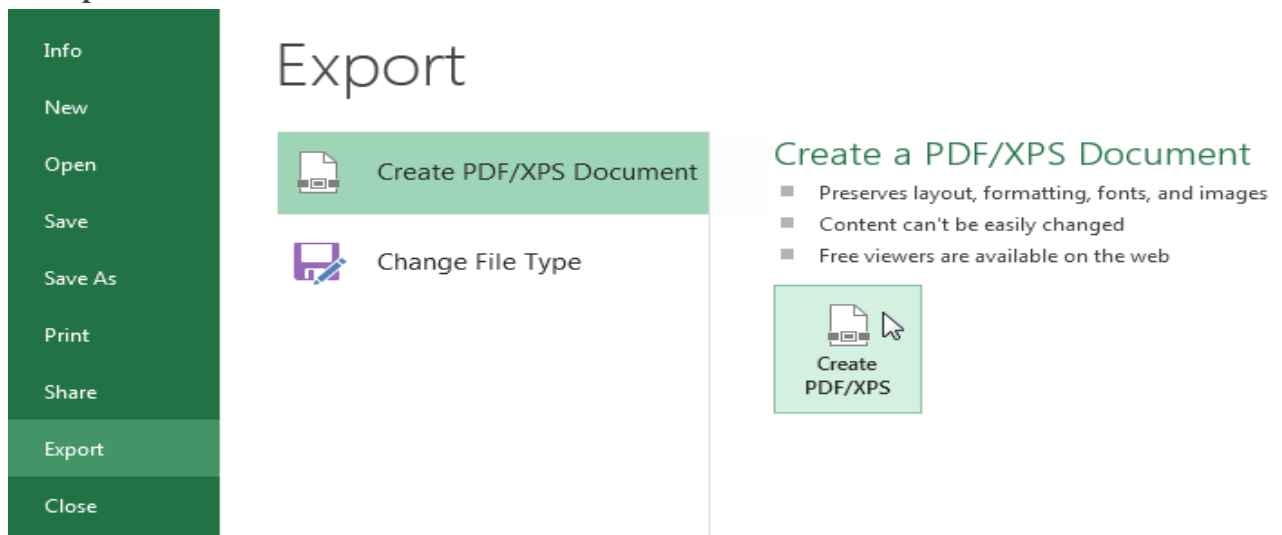 Info
New
Open
Save
Save As
Print
Share
Export
Close
Export
Create PDF/XPS Document
Change File Type
Create a PDF/XPS Document
Preserves layout, formatting, fonts, and images
Content can't be easily changed
Free viewers are available on the web
Create
PDF/XPS